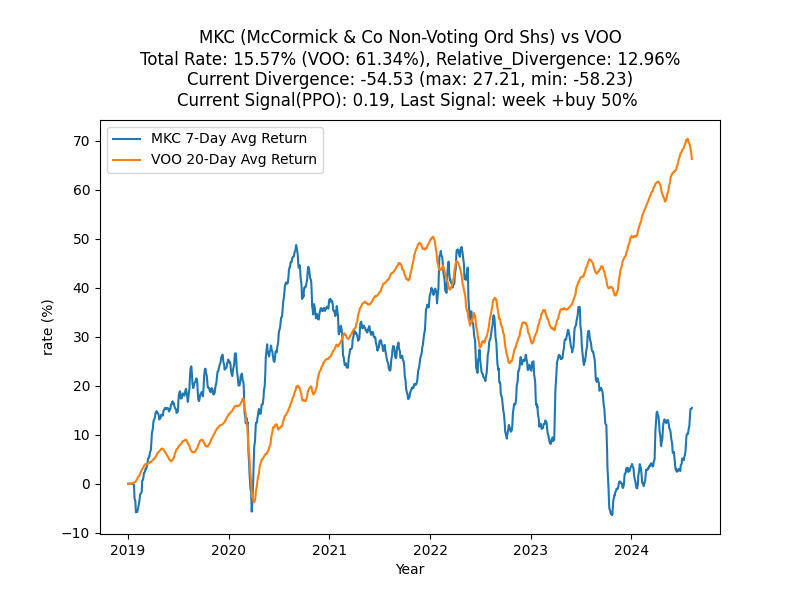 MKC (McCormick & Co Non-Voting Ord Shs) vs VOO
Total Rate: 15.57% (VOO: 61.34%), Relative_Divergence: 12.96%
Current Divergence: -54.53 (max: 27.21, min: -58.23)
Current Signal(PPO): 0.19, Last Signal: week +buy 50%
MKC 7-Day Avg Return
VOO 20-Day Avg Return
70
60
50
40
30
20
10
0
−10
rate (%)
2019 2020 2021 2022 2023 2024
Year